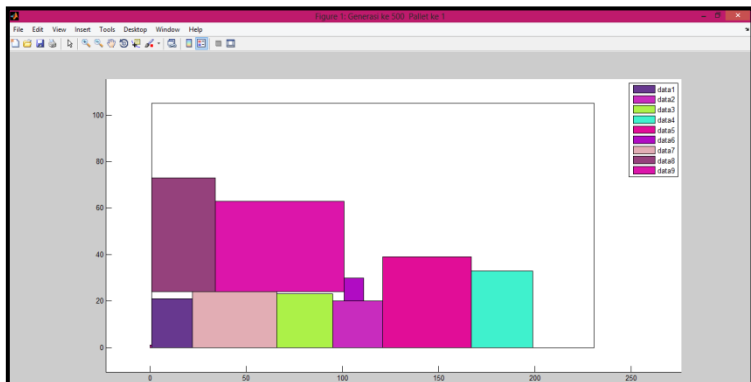 Figure 1: Generasi ke 500 Pallet ke 1
File Edit View Insert Tools Desktop Window Help
data1
data2
data3
data4
data5
data6
data7
data8
data9
100
80
60
40
20
0
0 50 100 150 200 250